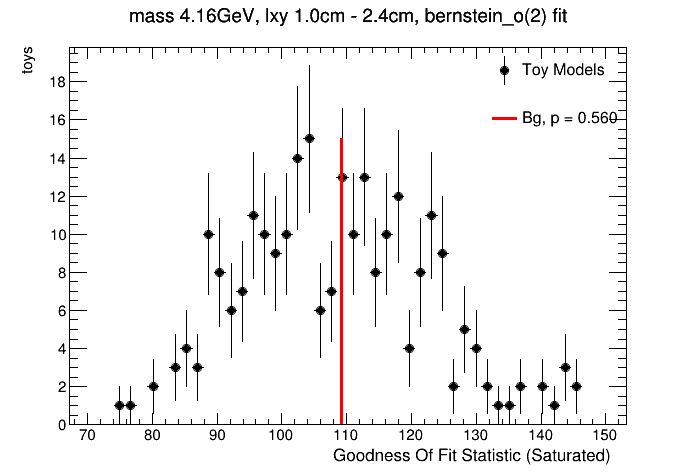 mass 4.16GeV, lxy 1.0cm - 2.4cm, bernstein_o(2) fit
toys
Toy Models
Bg, p = 0.560
18
16
14
12
10
8
6
4
2
0
70 80 90 100 110 120 130 140 150
Goodness Of Fit Statistic (Saturated)